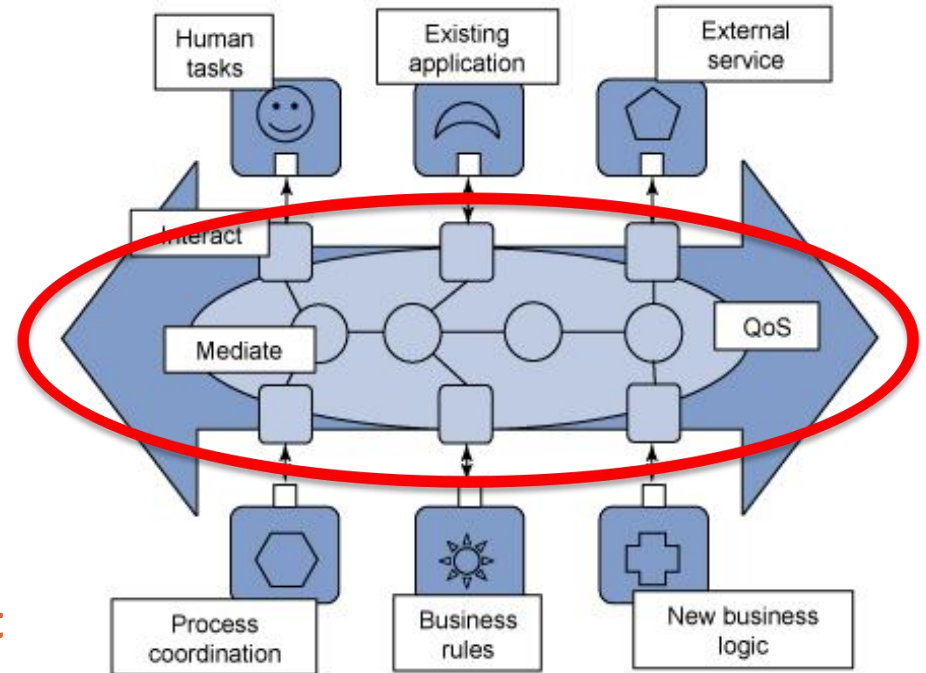 Human
tasks
Existing
application
External
service
Interact
Mediate
QoS
Process
coordination
Business
rules
New business
logic